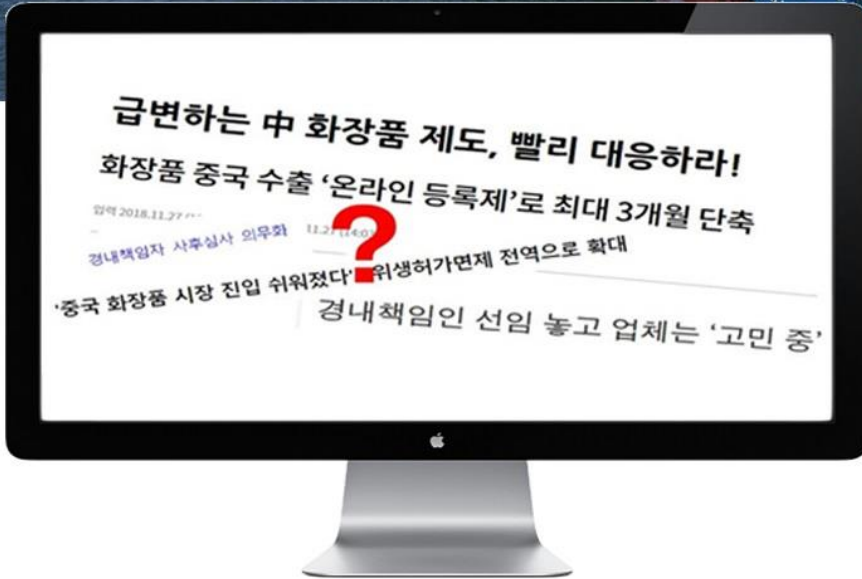 급변하는 中 화장품 제도, 빨리 대응하라!
화장품 중국 수출 '온라인 등록제'로 최대 3개월 단축
입력 2018.11.27
11.27 (14:03
경내책임자 사후심사 의무화
?
'중국 화장품 시장 진입 쉬워졌다' 위생허가면제 전역으로 확대
경내책임인 선임 놓고 업체는 '고민 중'